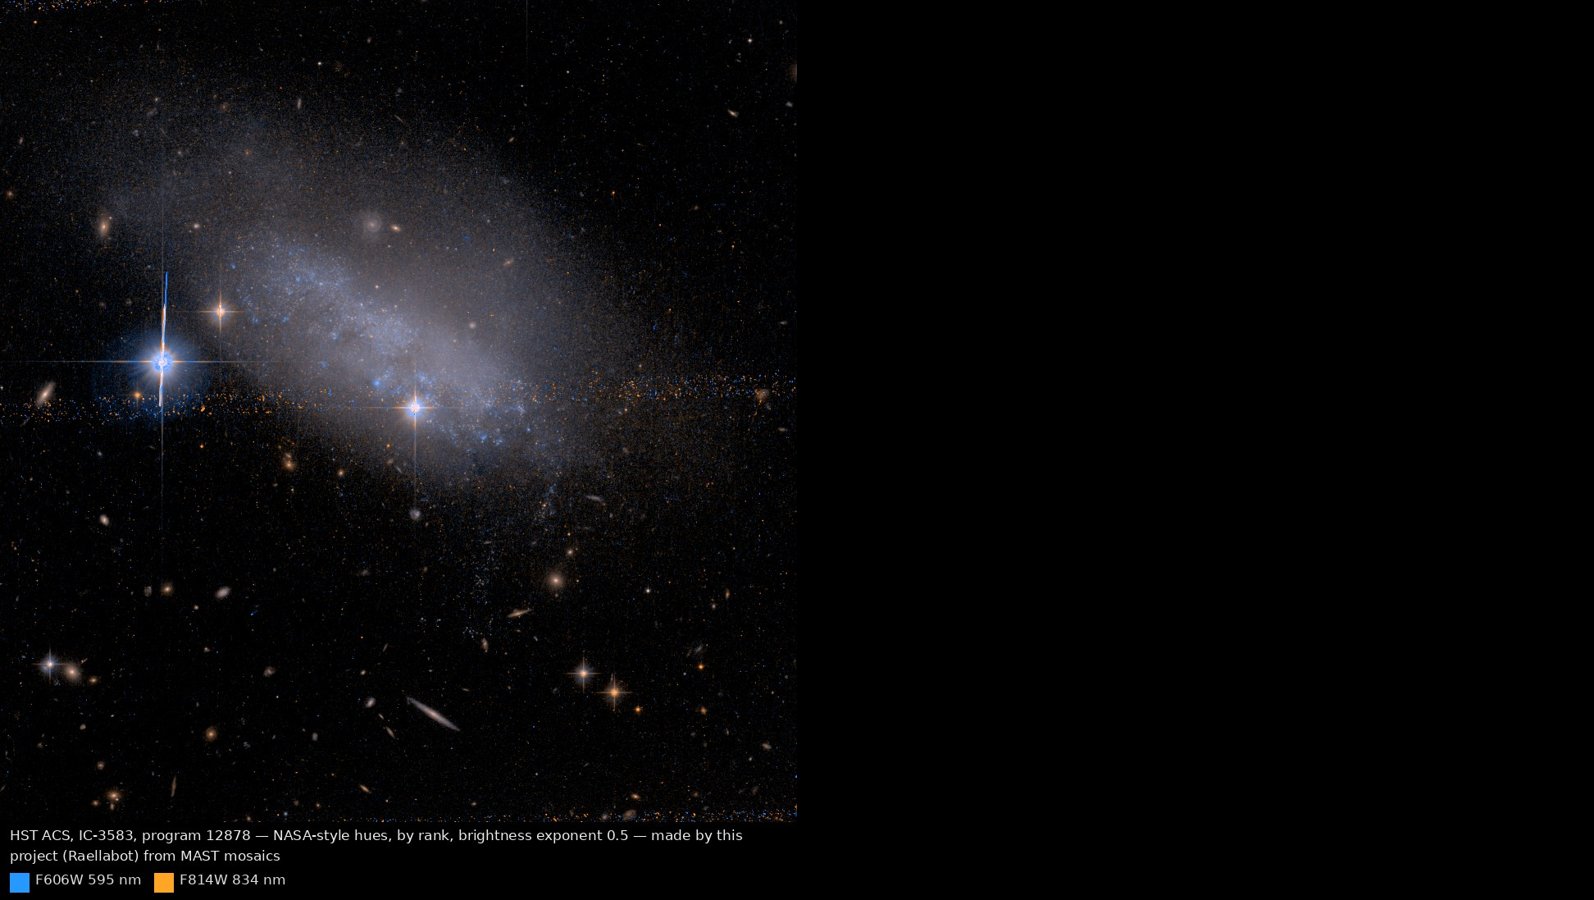 HST ACS, IC-3583, program 12878 — NASA-style hues, by rank, brightness exponent 0.5 — made by this
project (Raellabot) from MAST mosaics
F606W 595 nm F814W 834 nm